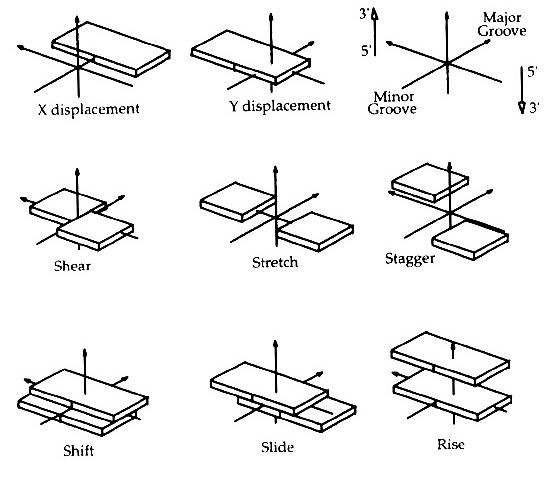 3'
5'
Major
Groove
Minor
Groove
5'
3'
X displacement
Y displacement
Shear
Stretch
Stagger
Shift
Slide
Rise